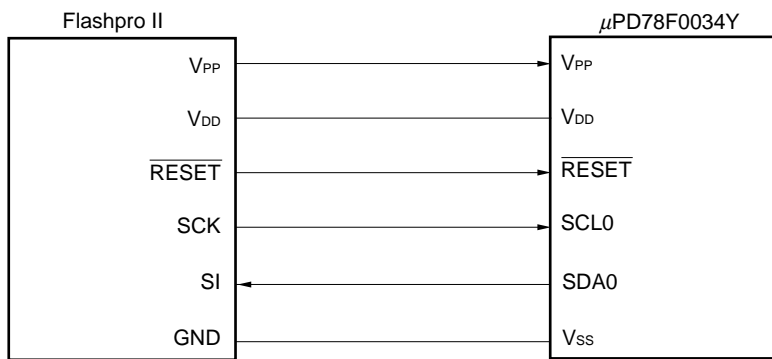 Flashpro II μPD78F0034Y
VPP VPP
VDD VDD
RESET RESET
SCK SCL0
SI SDA0
GND VSS